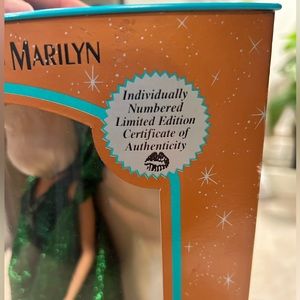 MARILYN
Individually
Numbered
Limited Edition
Certificate of
Authenticity